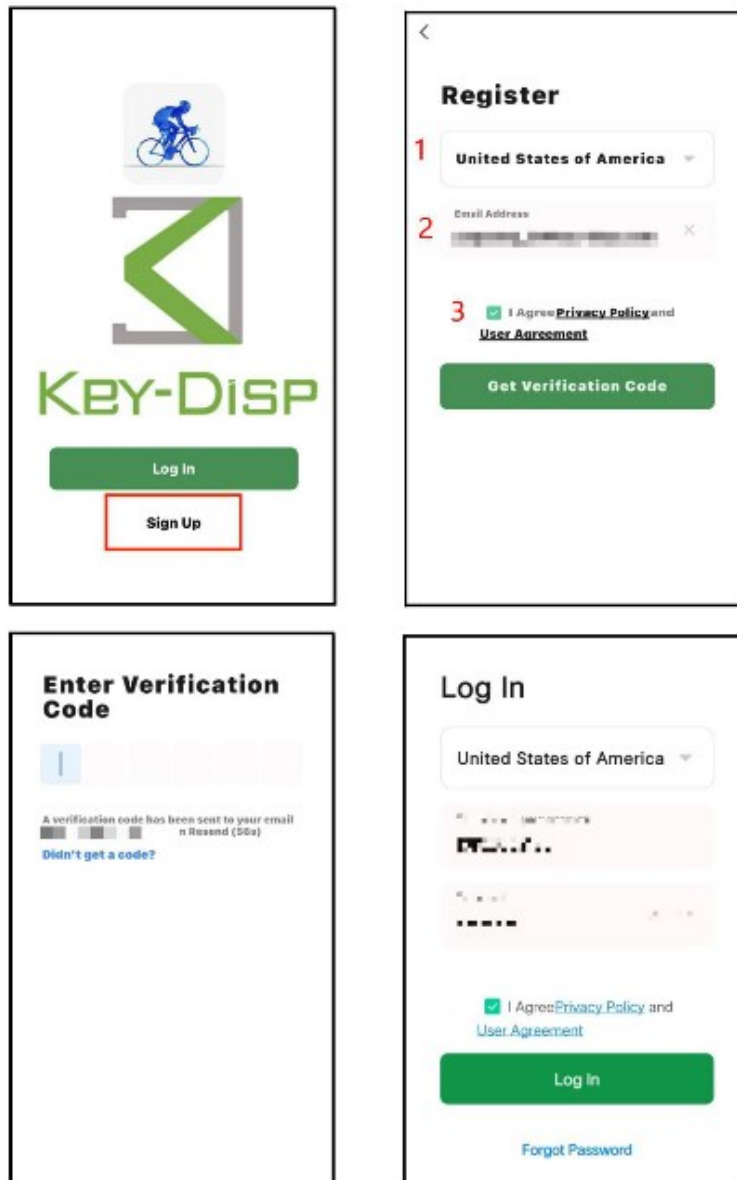 KEY-DISP
Log In
Sign Up
Register
1
United States of America
2
Email Address
3
I Agree Privacy Policy and
User Agreement
Get Verification Code
Enter Verification
Code
A verification code has been sent to your email
n Resend (56s)
Didn't get a code?
Log In
United States of America
I AgreePrivacy Policy and
User Agreement
Log In
Forgot Password